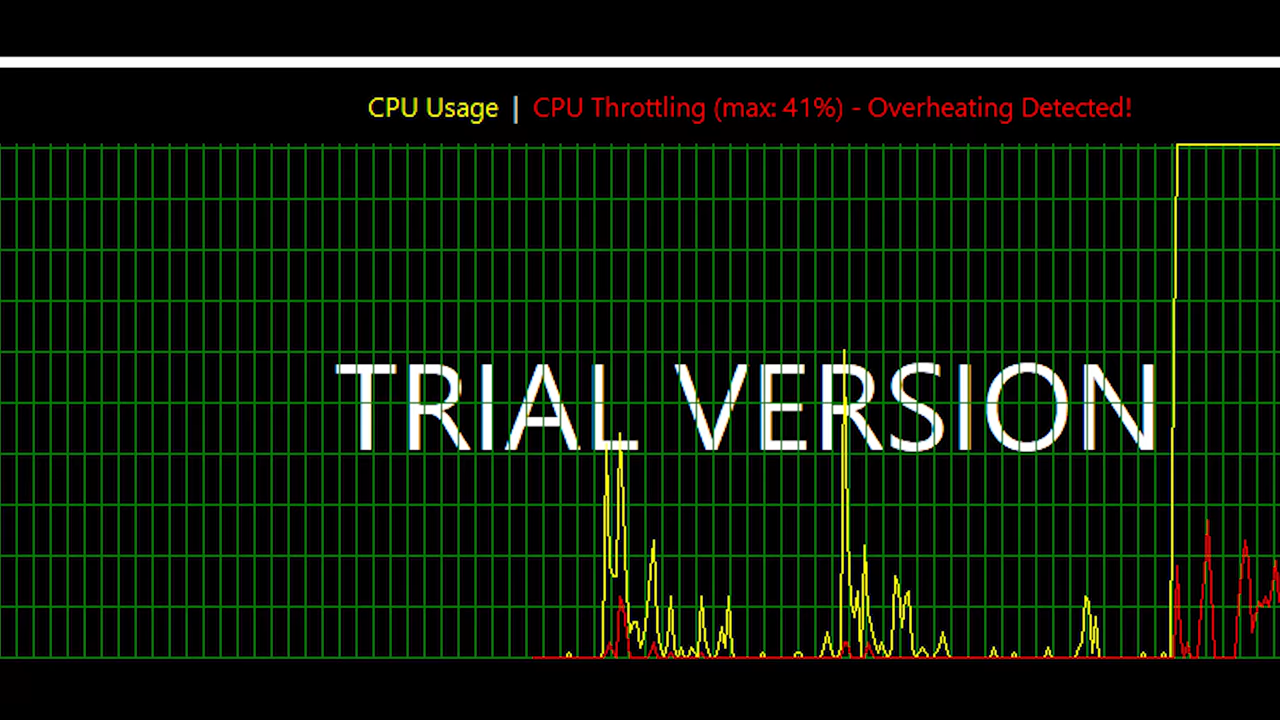 CPU Usage | CPU Throttling (max: 41%) - Overheating Detected!
TRIAL VERSION